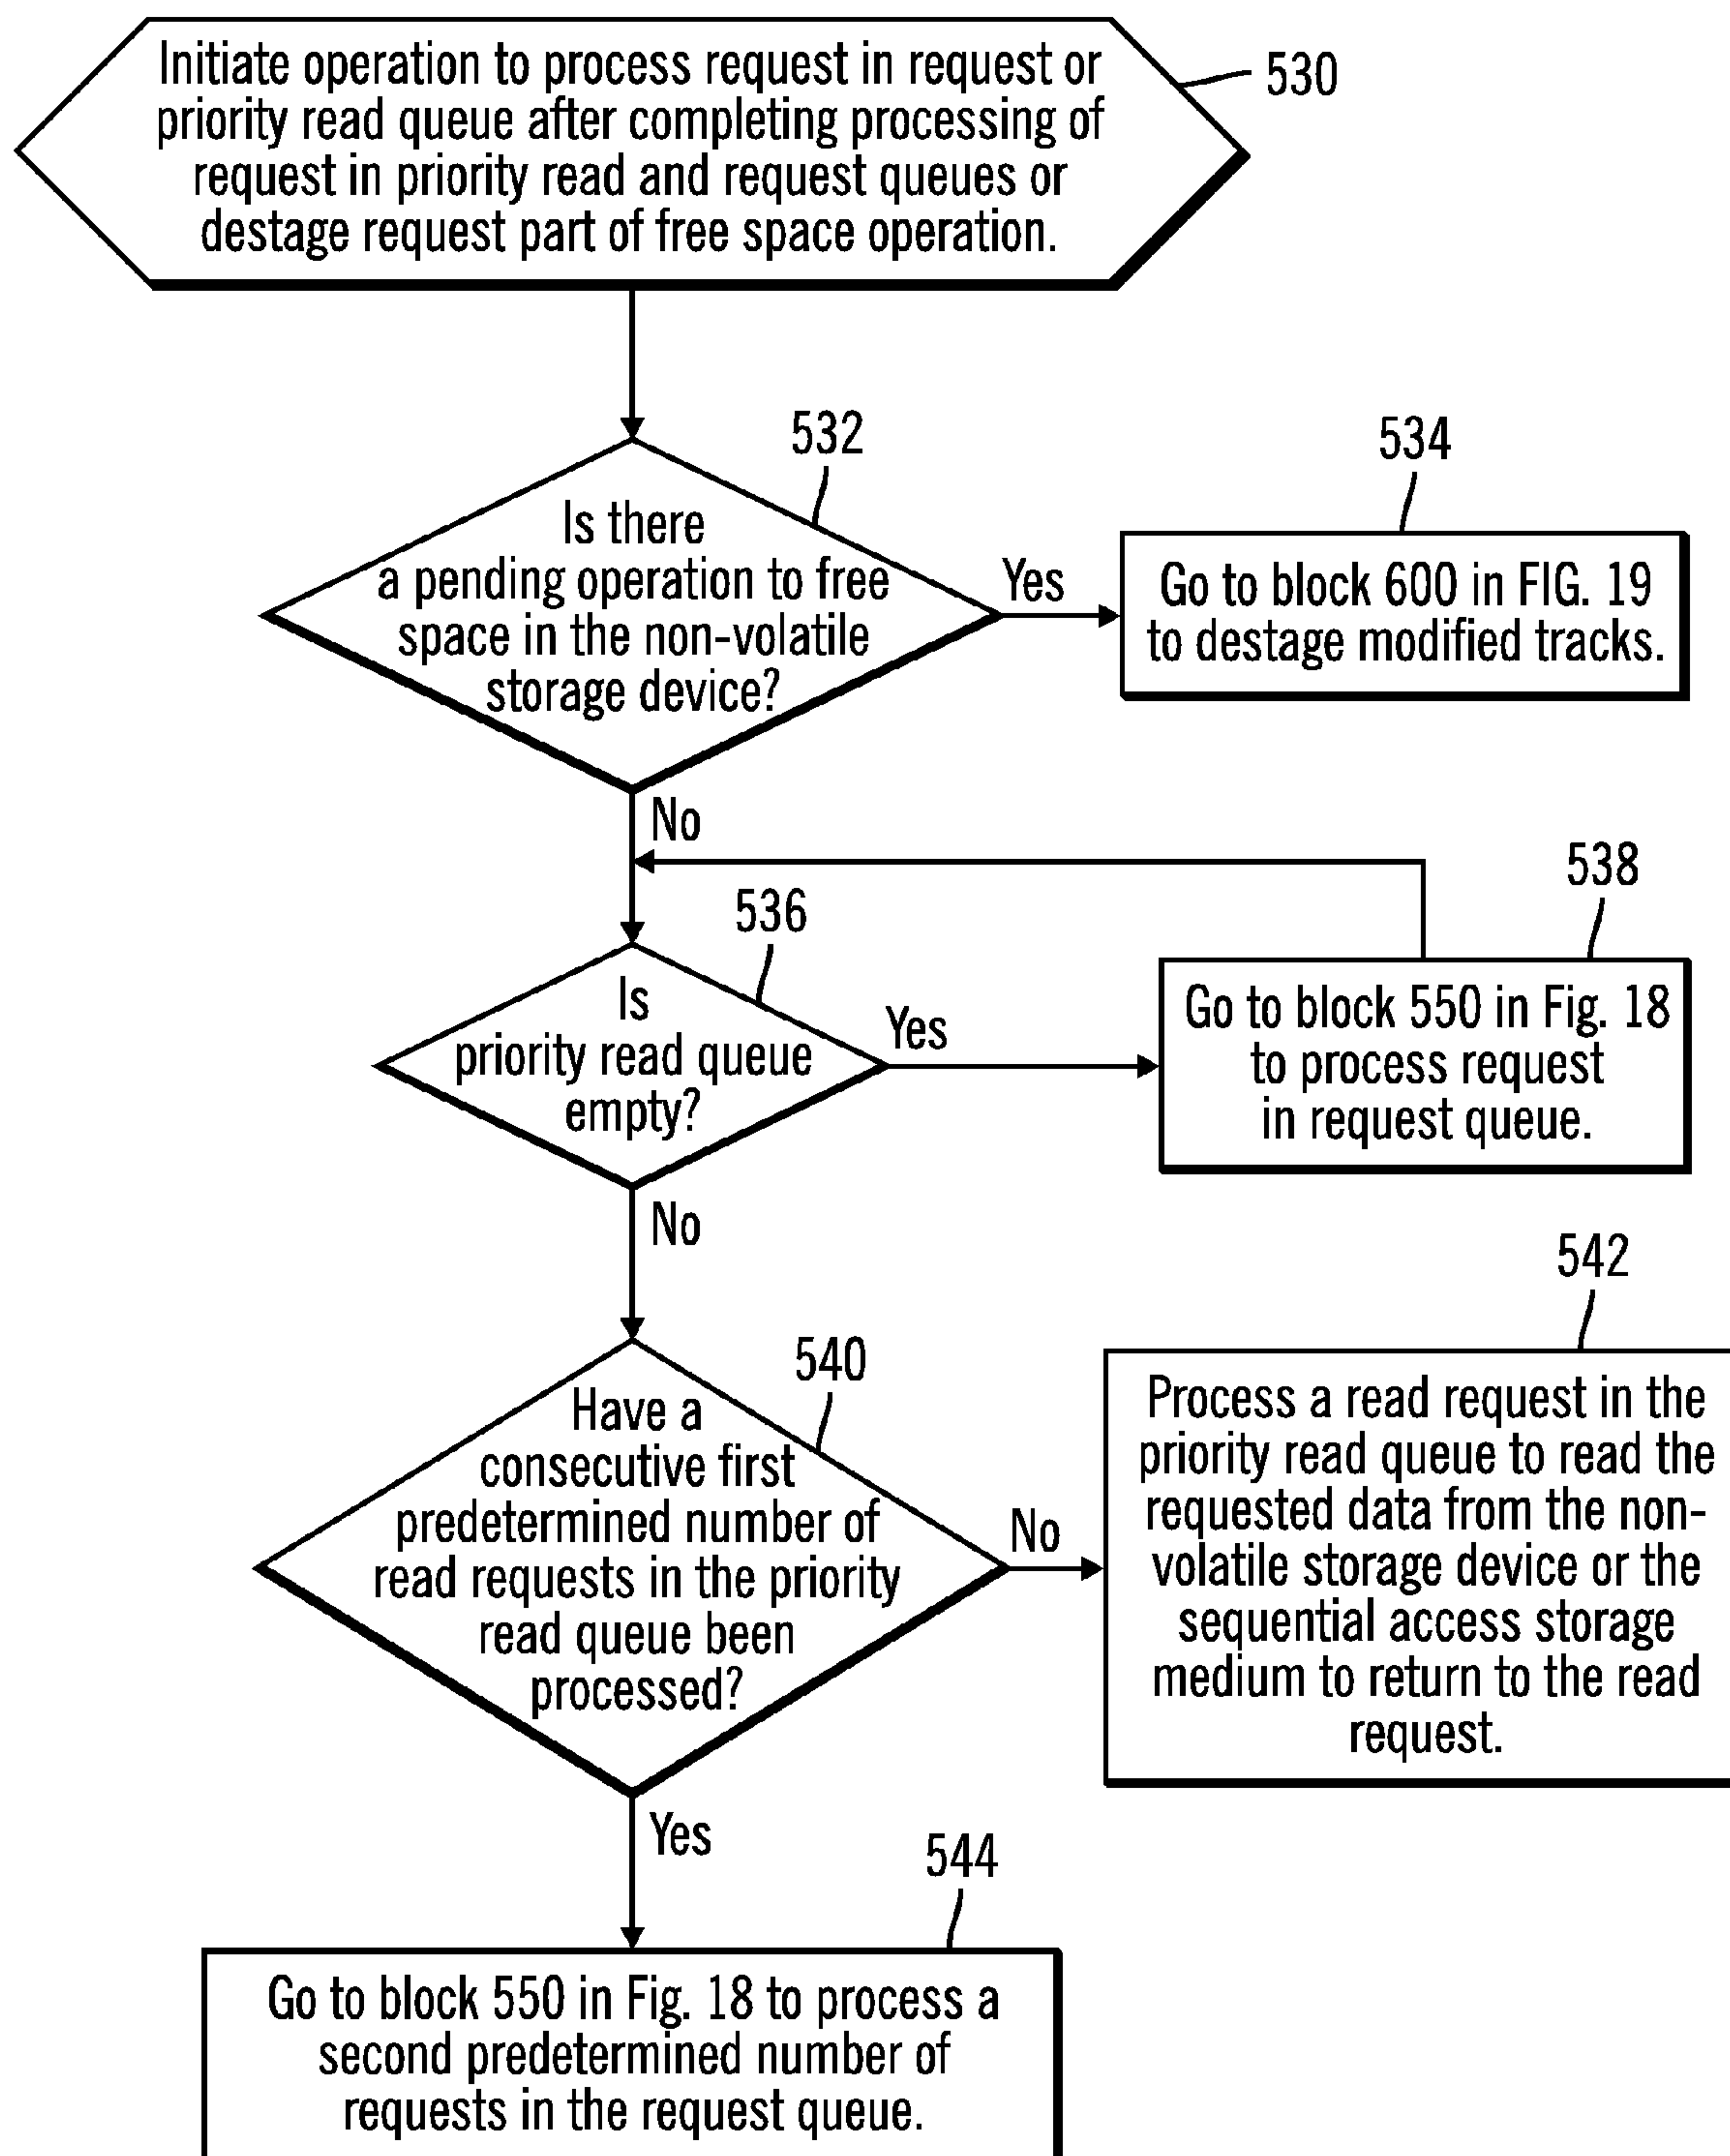 Initiate operation to process request in request or
priority read queue after completing processing of
request in priority read and request queues or
destage request part of free space operation.
530
532
Is there
a pending operation to free
space in the non-volatile
storage device?
Yes
534
Go to block 600 in FIG. 19
to destage modified tracks.
No
536
Is
priority read queue
empty?
Yes
538
Go to block 550 in Fig. 18
to process request
in request queue.
No
540
Have a
consecutive first
predetermined number of
read requests in the priority
read queue been
processed?
No
542
Process a read request in the
priority read queue to read the
requested data from the non-
volatile storage device or the
sequential access storage
medium to return to the read
request.
Yes
544
Go to block 550 in Fig. 18 to process a
second predetermined number of
requests in the request queue.